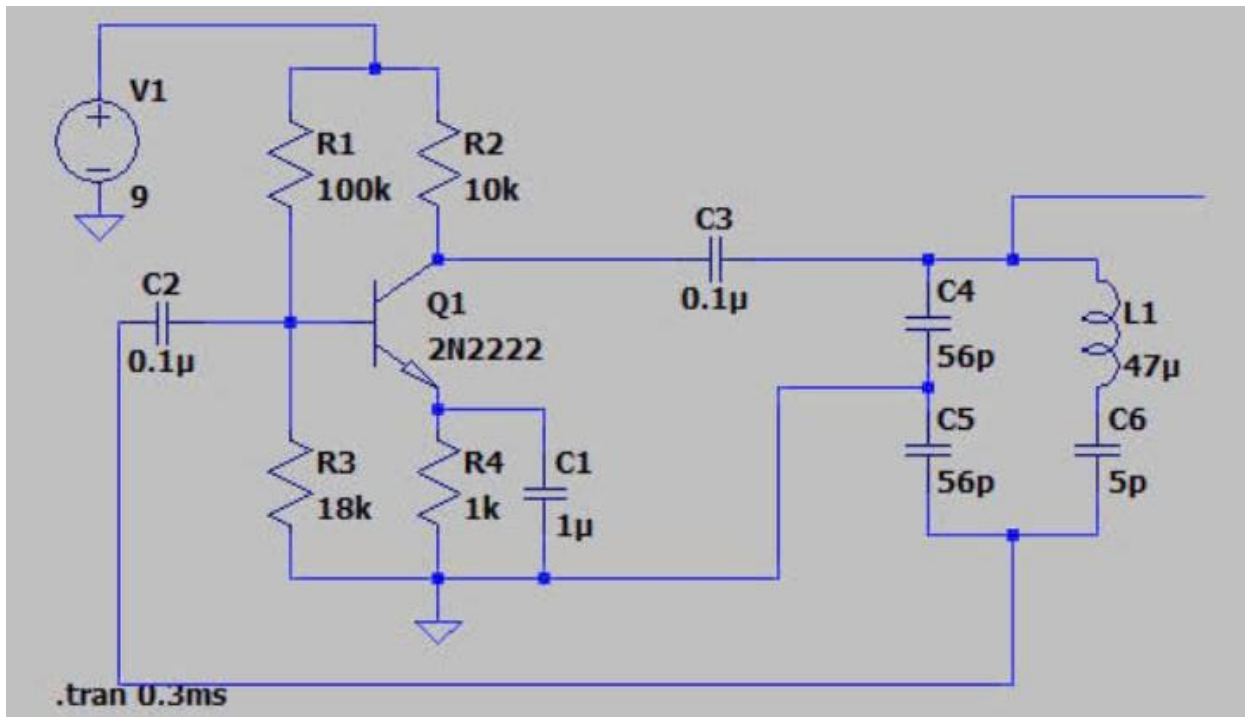 V1
9
R1
100k
R2
10k
C2
0.1µ
Q1
2N2222
C3
0.1µ
C4
56p
L1
47µ
R3
18k
R4
1k
C1
1µ
C5
56p
C6
5p
.tran 0.3ms